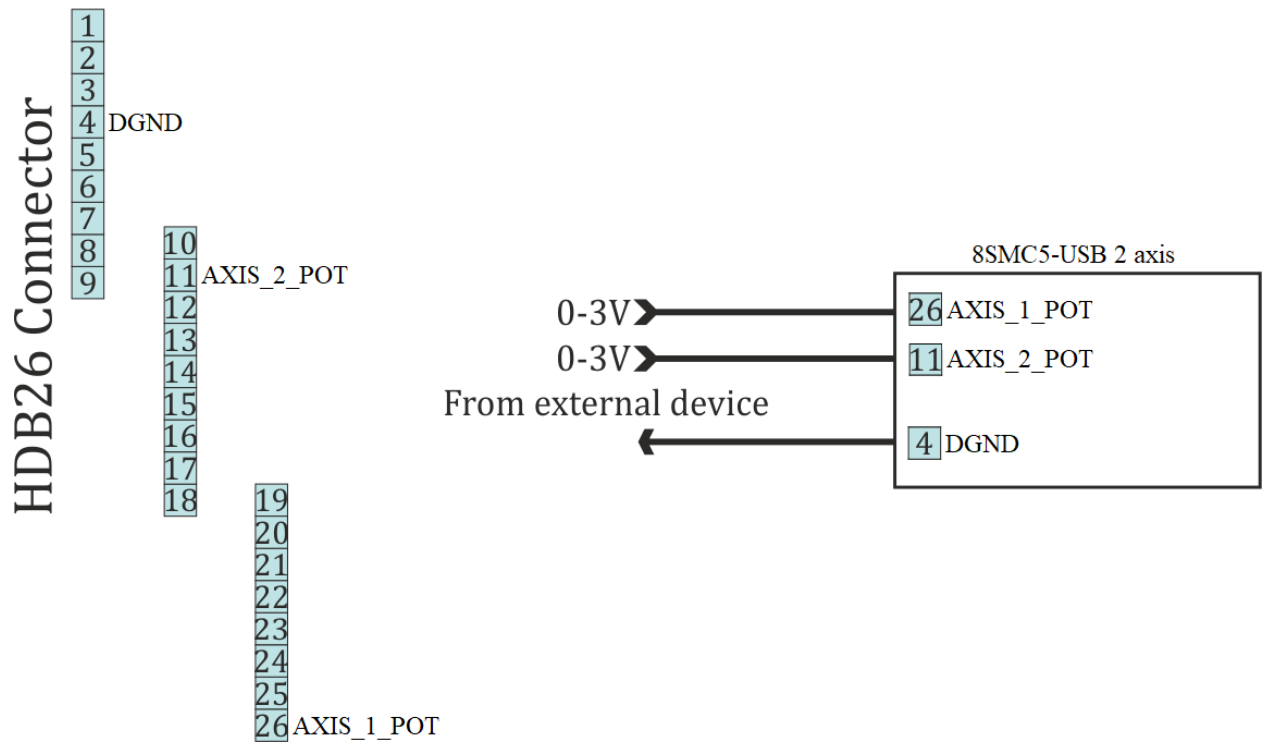 HDB26 Connector
1
2
3
4 DGND
5
6
7
8
9
10
11 AXIS_2_POT
12
13
14
15
16
17
18
19
20
21
22
23
24
25
26 AXIS_1_POT
8SMC5-USB 2 axis
0-3V 26 AXIS_1_POT
0-3V 11 AXIS_2_POT
From external device
4 DGND